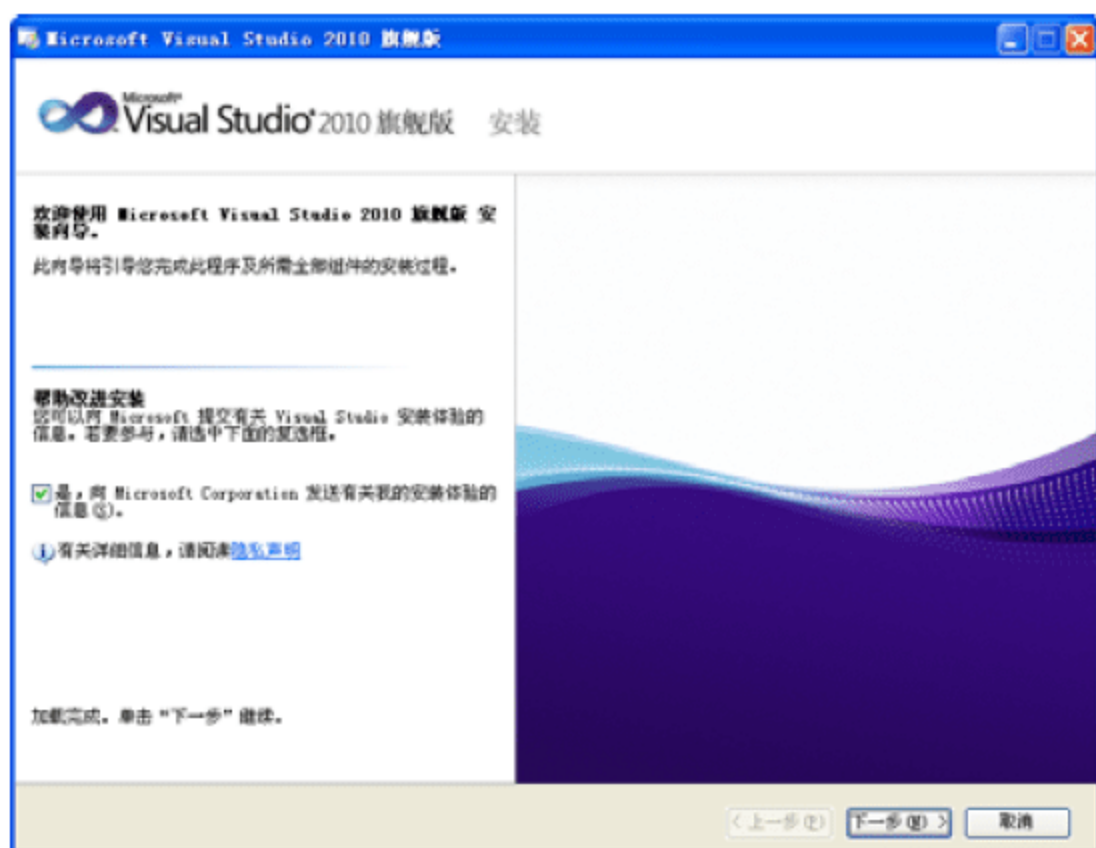 Microsoft Visual Studio 2010 旗舰版
Microsoft
Visual Studio 2010 旗舰版 安装
欢迎使用 Microsoft Visual Studio 2010 旗舰版 安
装向导。
此向导将引导您完成此程序及所需全部组件的安装过程。
帮助改进安装
您可以向 Microsoft 提交有关 Visual Studio 安装体验的
信息。若要参与，请选中下面的复选框。
是，向 Microsoft Corporation 发送有关我的安装体验的
信息(S)。
有关详细信息，请阅读隐私声明
加载完成。单击“下一步”继续。
< 上一步(P)
下一步(N) >
取消